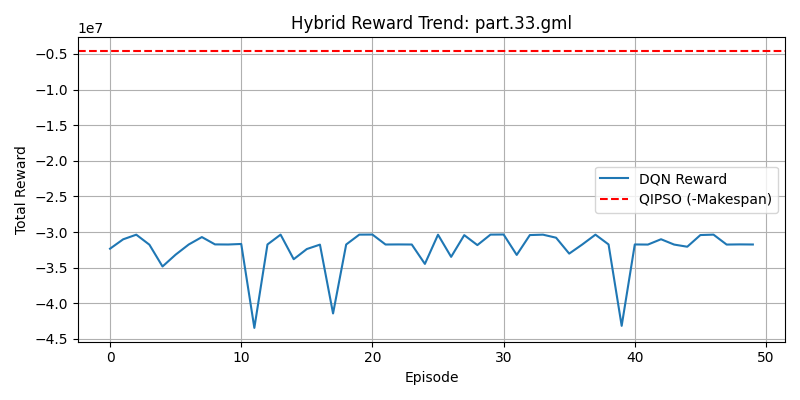 Hybrid Reward Trend: part.33.gml
1e7
−0.5
−1.0
−1.5
−2.0
−2.5
−3.0
−3.5
−4.0
−4.5
Total Reward
DQN Reward
QIPSO (-Makespan)
0 10 20 30 40 50
Episode